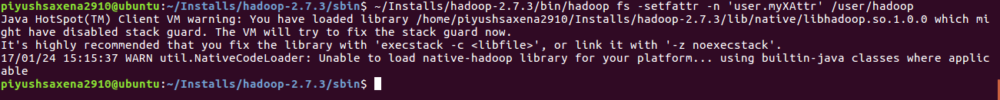 piyushsaxena2910@ubuntu:~/Installs/hadoop-2.7.3/sbin$ ~/Installs/hadoop-2.7.3/bin/hadoop fs -setfattr -n 'user.myXAttr' /user/hadoop
Java HotSpot(TM) Client VM warning: You have loaded library /home/piyushsaxena2910/Installs/hadoop-2.7.3/lib/native/libhadoop.so.1.0.0 which mi
ght have disabled stack guard. The VM will try to fix the stack guard now.
It's highly recommended that you fix the library with 'execstack -c <libfile>', or link it with '-z noexecstack'.
17/01/24 15:15:37 WARN util.NativeCodeLoader: Unable to load native-hadoop library for your platform... using builtin-java classes where applic
able
piyushsaxena2910@ubuntu:~/Installs/hadoop-2.7.3/sbin$